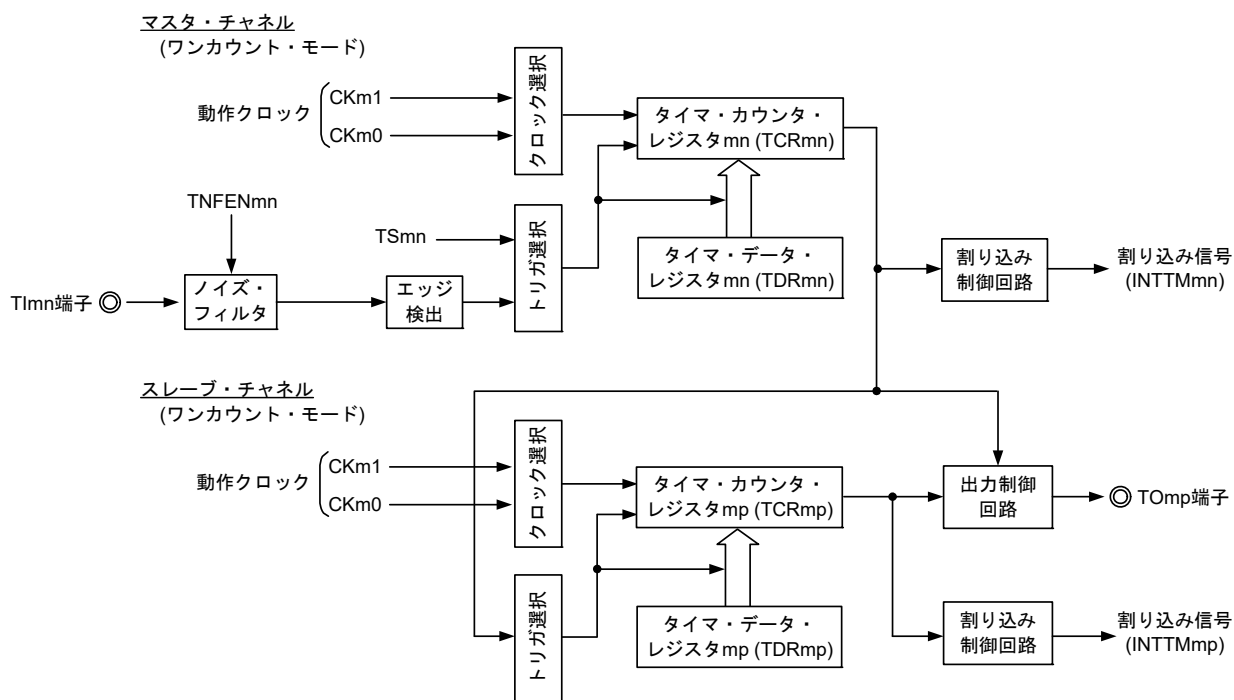 マスタ・チャネル
(ワンカウント・モード)
動作クロック
CKm1
CKm0
クロック選択
タイマ・カウンタ・
レジスタmn (TCRmn)
TNFENmn
TSmn
トリガ選択
タイマ・データ・
レジスタmn (TDRmn)
割り込み
制御回路
割り込み信号
(INTTMmn)
TImn端子
ノイズ・
フィルタ
エッジ
検出
スレーブ・チャネル
(ワンカウント・モード)
動作クロック
CKm1
CKm0
クロック選択
タイマ・カウンタ・
レジスタmp (TCRmp)
出力制御
回路
TOmp端子
トリガ選択
タイマ・データ・
レジスタmp (TDRmp)
割り込み
制御回路
割り込み信号
(INTTMmp)